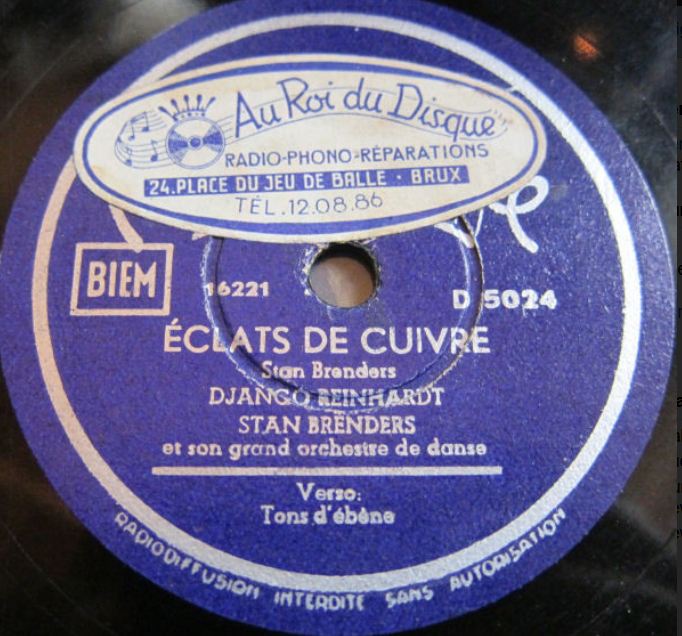 Au Roi du Disque
RADIO-PHONO-RÉPARATIONS
24.PLACE DU JEU DE BALLE • BRUX
TÉL.12.08.86
BIEM
16221
D 5024
ÉCLATS DE CUIVRE
Stan Brenders
DJANGO REINHARDT
STAN BRENDERS
et son grand orchestre de danse
Verso:
Tons d'ébène
RADIODIFFUSION INTERDITE SANS AUTORISATION